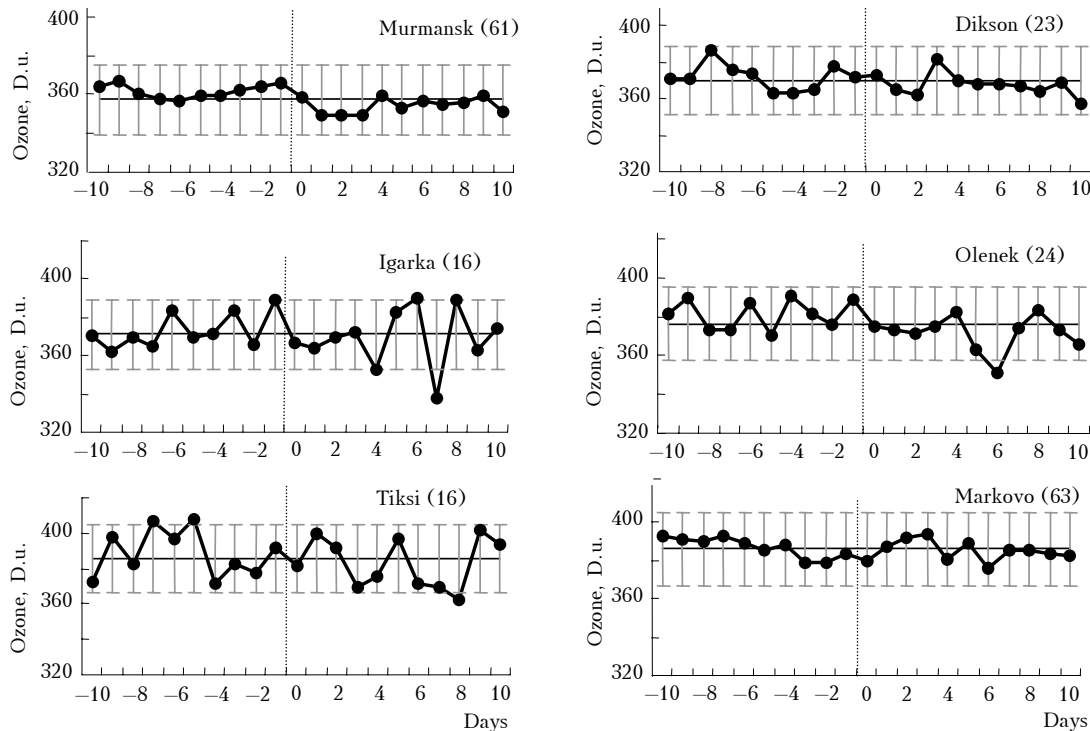 Murmansk (61)
Ozone, D.u.
400
360
320
−10 −8 −6 −4 −2 0 2 4 6 8 10
Dikson (23)
Ozone, D.u.
400
360
320
−10 −8 −6 −4 −2 0 2 4 6 8 10
Igarka (16)
Ozone, D.u.
400
360
320
−10 −8 −6 −4 −2 0 2 4 6 8 10
Olenek (24)
Ozone, D.u.
400
360
320
−10 −8 −6 −4 −2 0 2 4 6 8 10
Tiksi (16)
Ozone, D.u.
400
360
320
−10 −8 −6 −4 −2 0 2 4 6 8 10
Days
Markovo (63)
Ozone, D.u.
400
360
320
−10 −8 −6 −4 −2 0 2 4 6 8 10
Days